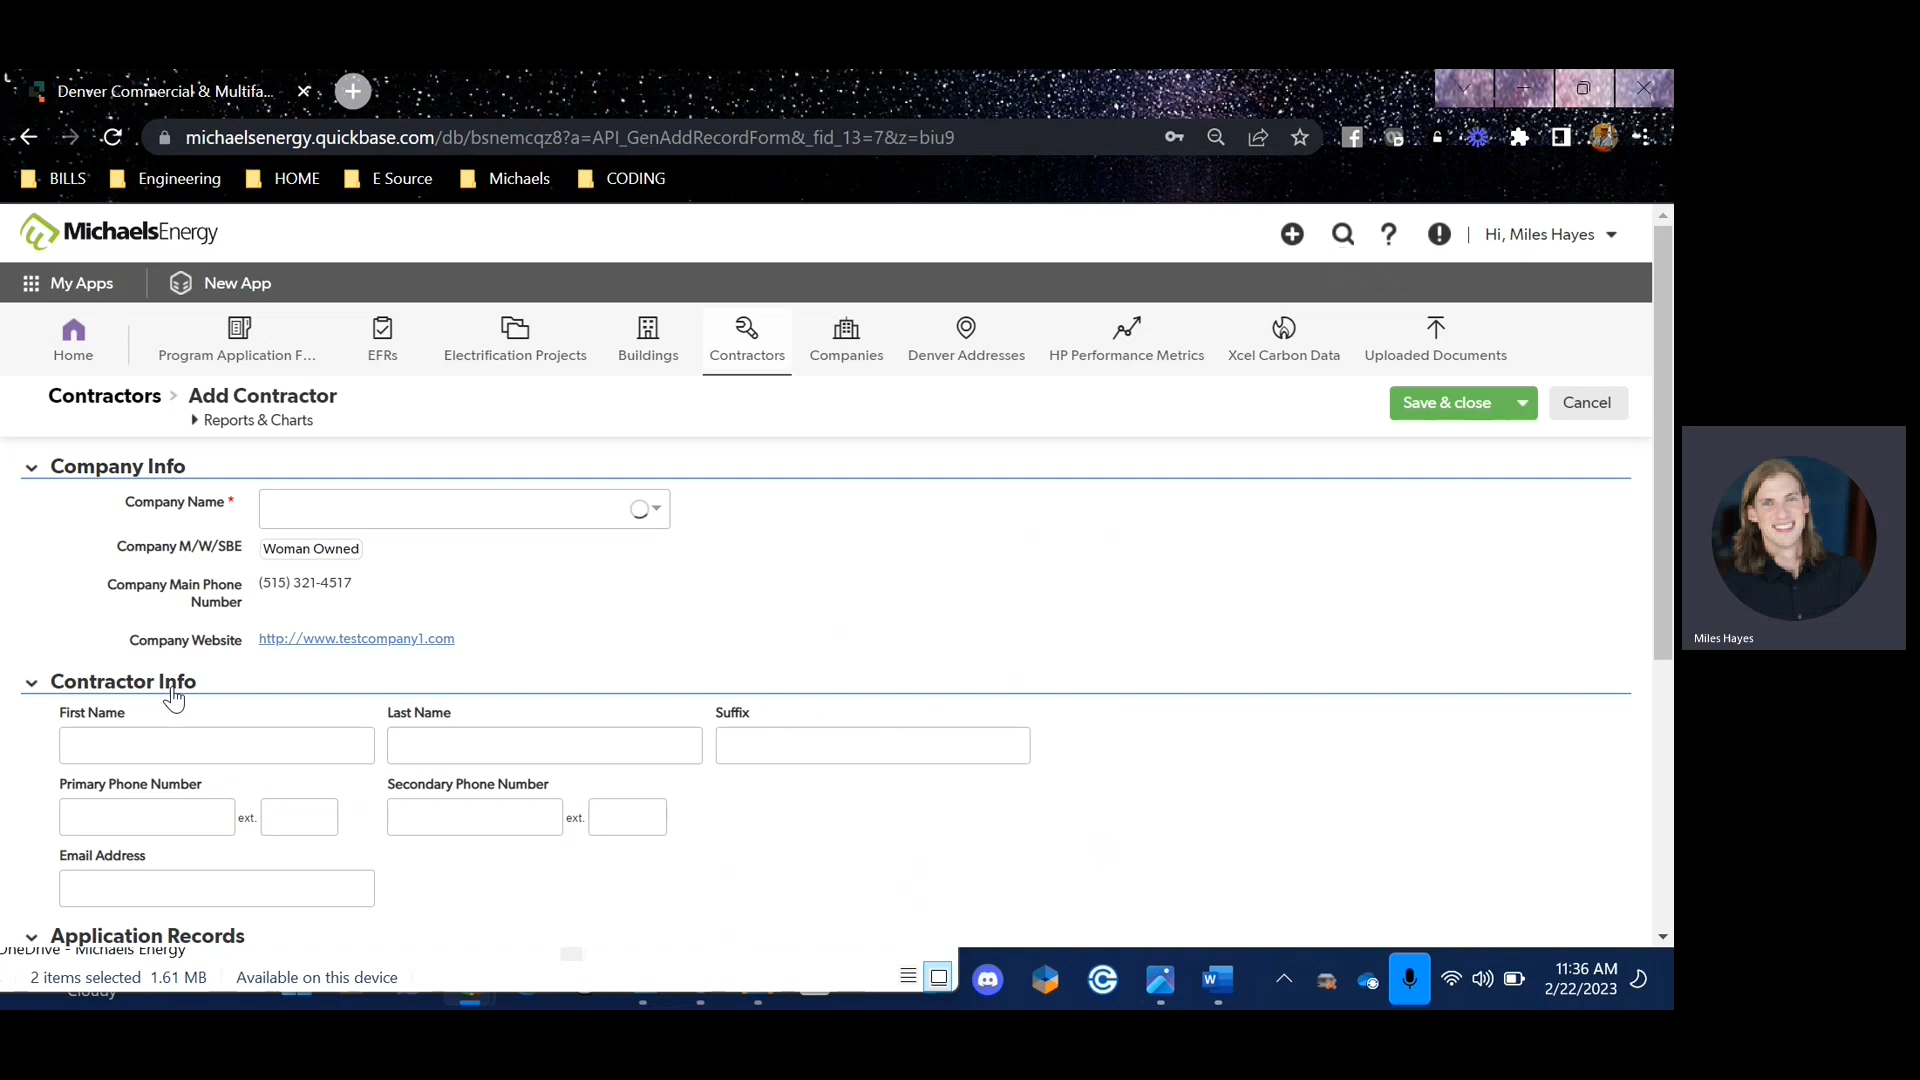 Denver Commercial & Multifa...
michaelsenergy.quickbase.com/db/bsnemcqz8?a=API_GenAddRecordForm&_fid_13=7&z=biu9
BILLS Engineering HOME E Source Michaels CODING
MichaelsEnergy Hi, Miles Hayes
My Apps New App
Home Program Application F... EFRs Electrification Projects Buildings Contractors Companies Denver Addresses HP Performance Metrics Xcel Carbon Data Uploaded Documents
Contractors > Add Contractor
Reports & Charts
Save & close Cancel
Company Info
Company Name *
Company M/W/SBE Woman Owned
Company Main Phone Number (515) 321-4517
Company Website http://www.testcompany1.com
Contractor Info
First Name Last Name Suffix
Primary Phone Number Secondary Phone Number
ext. ext.
Email Address
Application Records
OneDrive - Michaels Energy
2 items selected 1.61 MB Available on this device
Cloudy
11:36 AM
2/22/2023
Miles Hayes